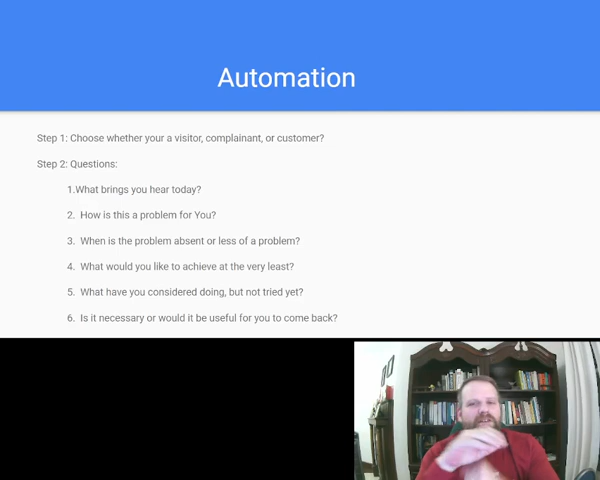 Automation
Step 1: Choose whether your a visitor, complainant, or customer?
Step 2: Questions:
1.What brings you hear today?
2. How is this a problem for You?
3. When is the problem absent or less of a problem?
4. What would you like to achieve at the very least?
5. What have you considered doing, but not tried yet?
6. Is it necessary or would it be useful for you to come back?